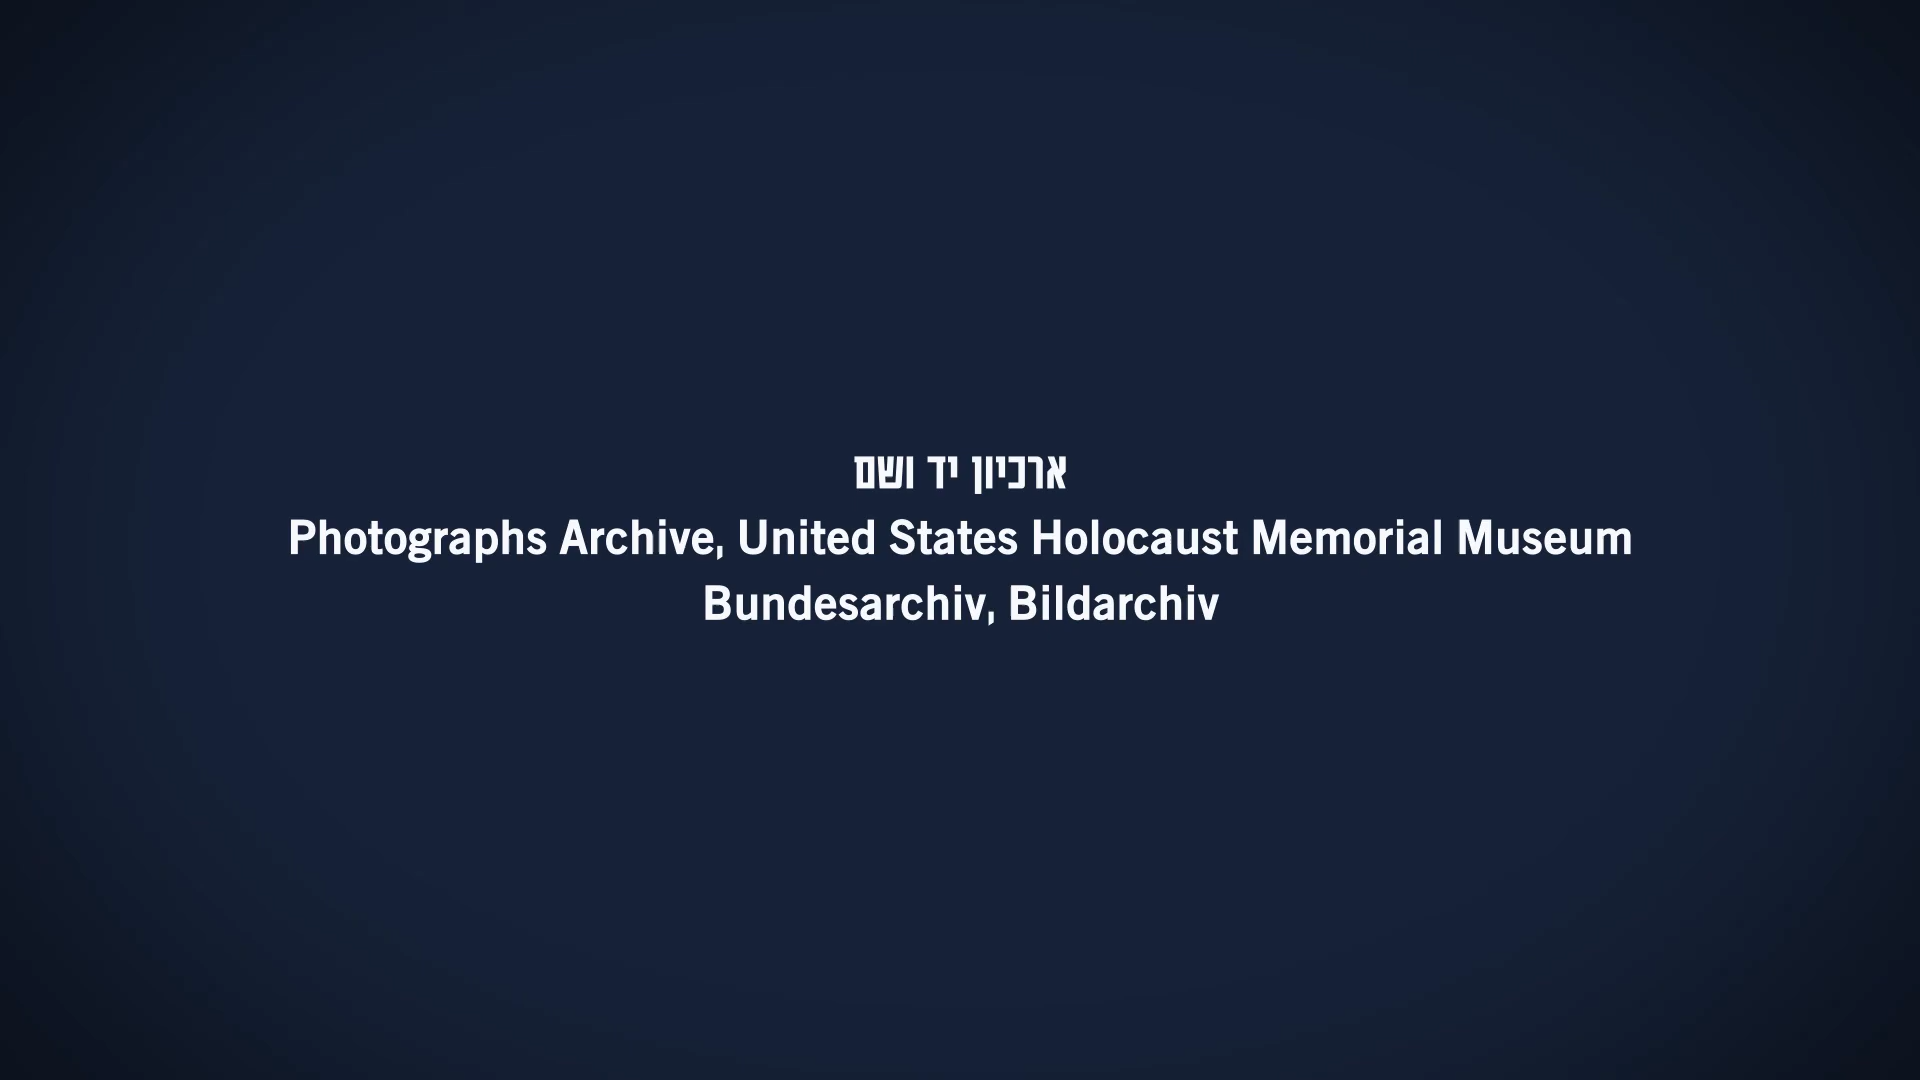 ארכיון יד ושם
Photographs Archive, United States Holocaust Memorial Museum
Bundesarchiv, Bildarchiv